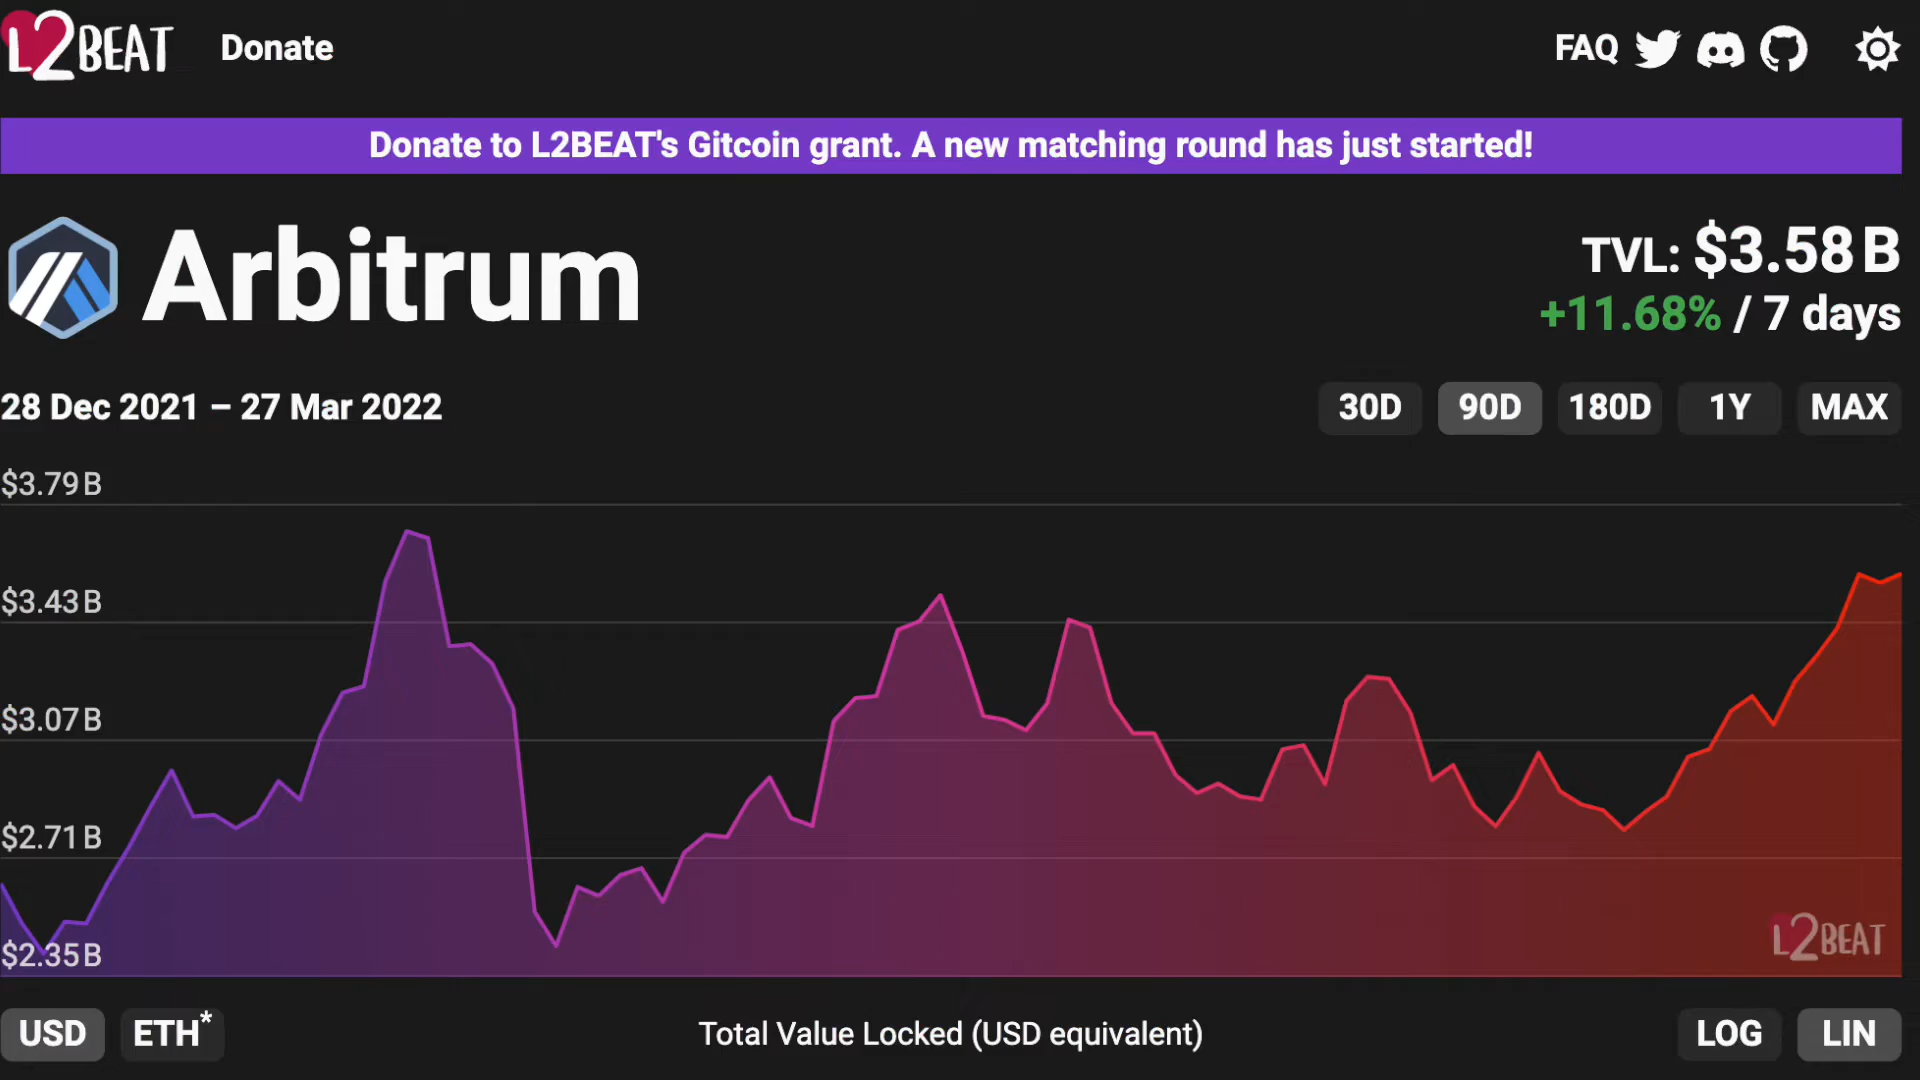 L2BEAT Donate FAQ
Donate to L2BEAT's Gitcoin grant. A new matching round has just started!
Arbitrum
TVL: $3.58 B
+11.68% / 7 days
28 Dec 2021 – 27 Mar 2022
30D 90D 180D 1Y MAX
$3.79 B
$3.43 B
$3.07 B
$2.71 B
$2.35 B
L2BEAT
USD ETH* Total Value Locked (USD equivalent) LOG LIN